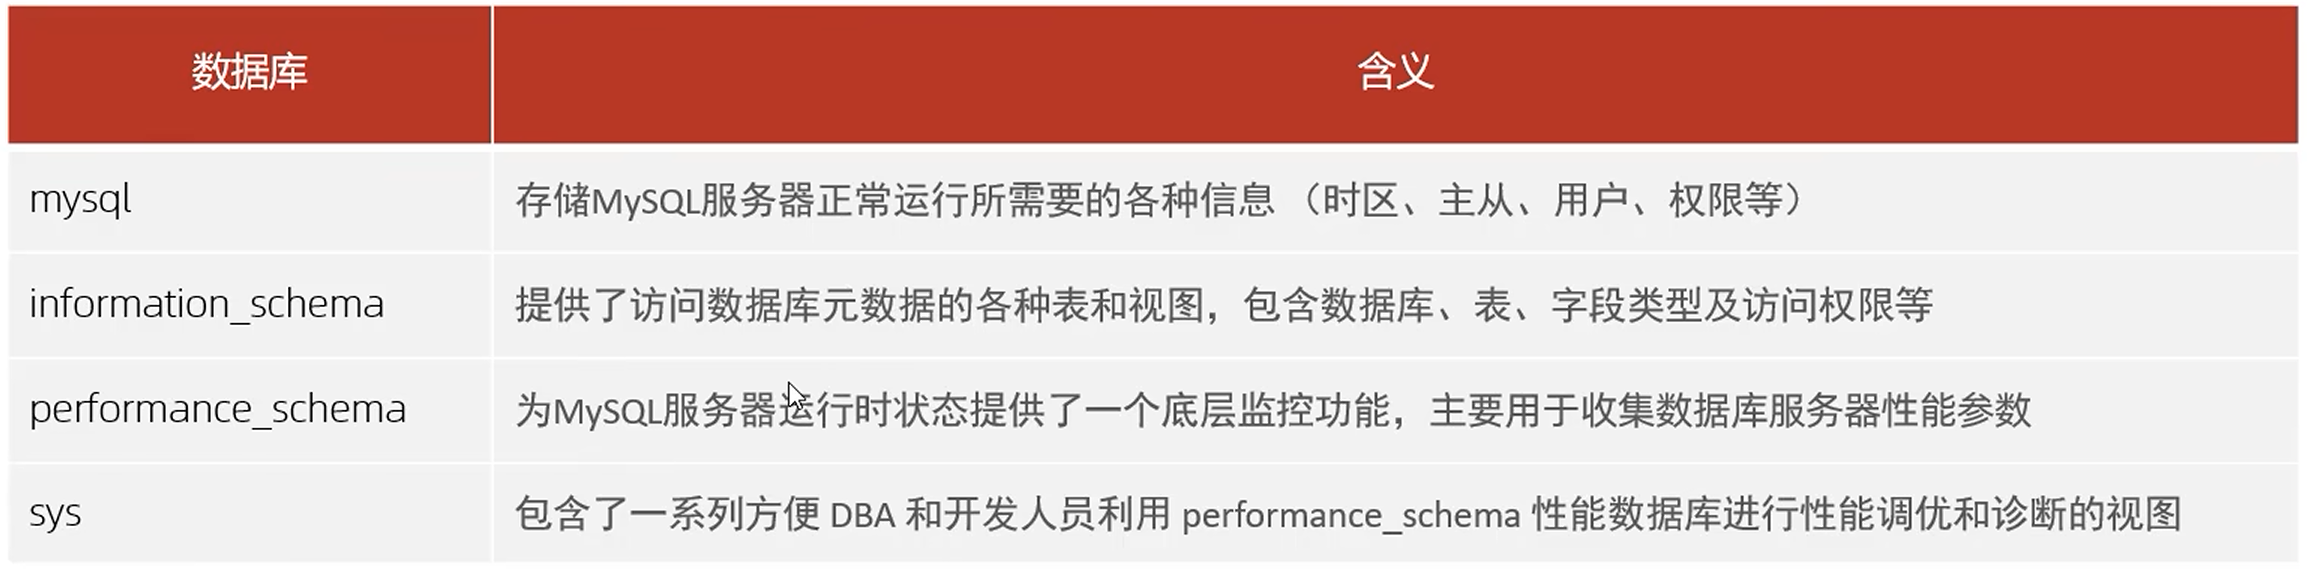 数据库 含义
mysql 存储MySQL服务器正常运行所需要的各种信息 （时区、主从、用户、权限等）
information_schema 提供了访问数据库元数据的各种表和视图，包含数据库、表、字段类型及访问权限等
performance_schema 为MySQL服务器运行时状态提供了一个底层监控功能，主要用于收集数据库服务器性能参数
sys 包含了一系列方便 DBA 和开发人员利用 performance_schema 性能数据库进行性能调优和诊断的视图